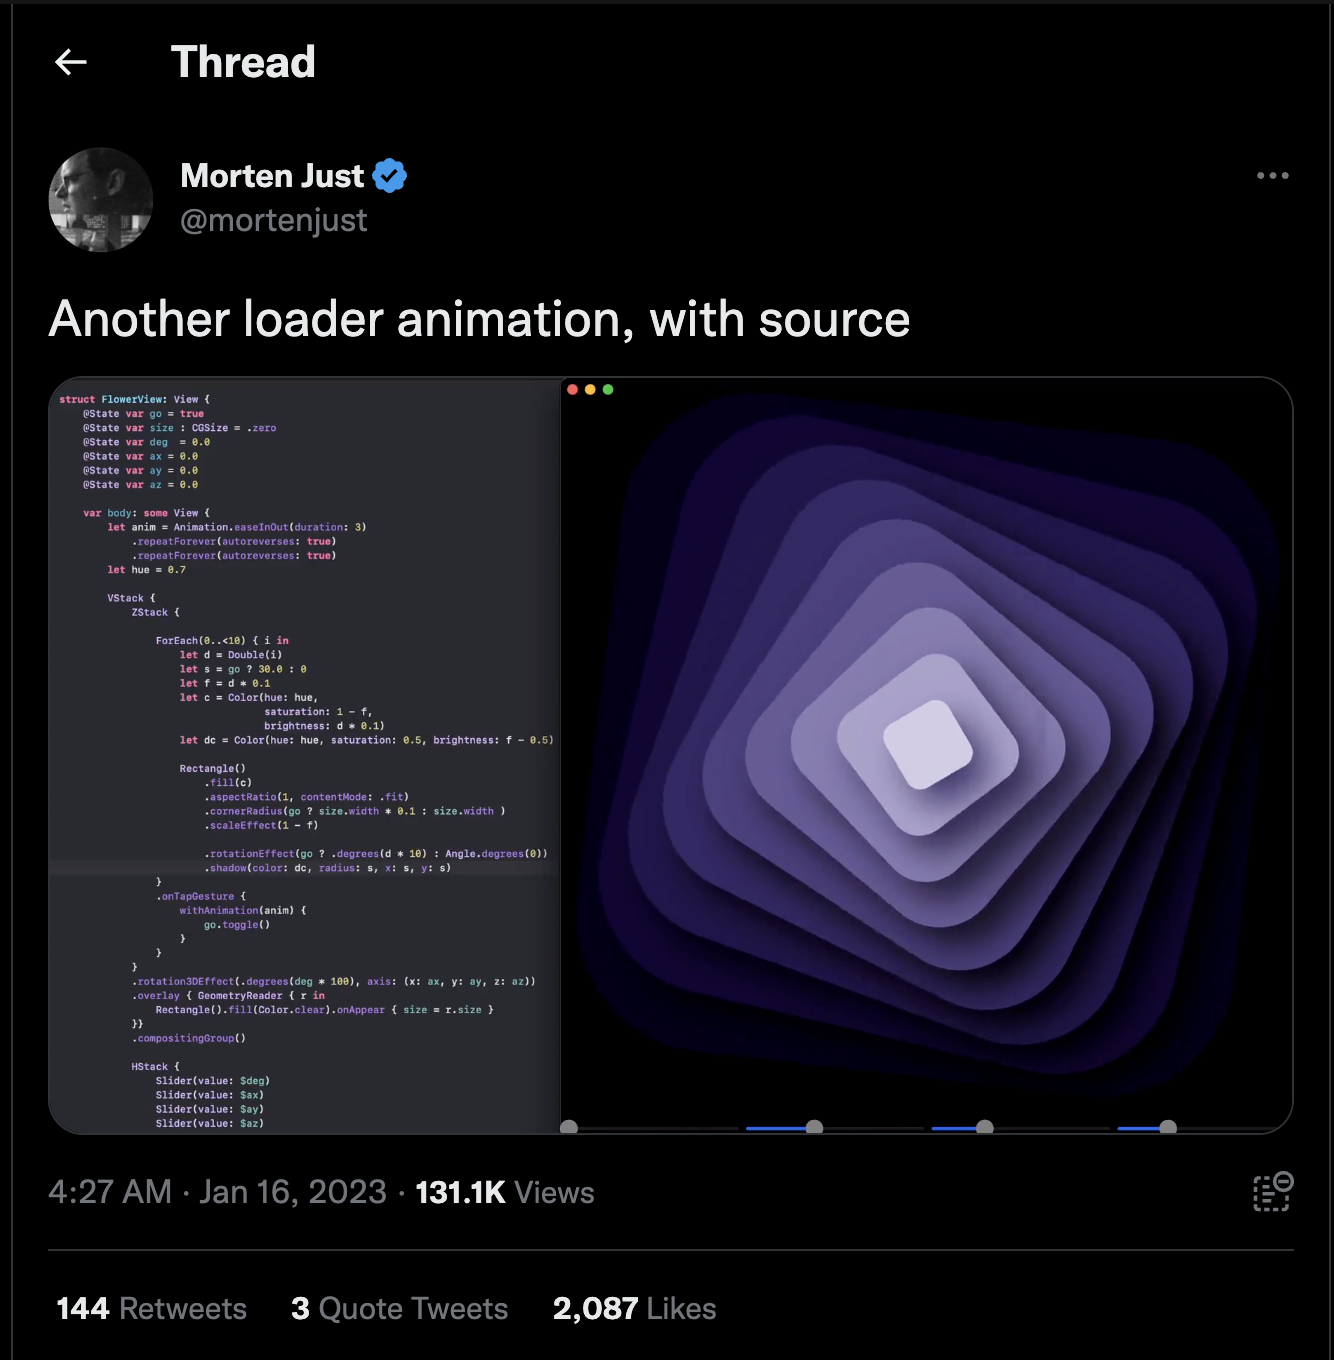 Thread
Morten Just
@mortenjust
Another loader animation, with source
struct FlowerView: View {
@State var go = true
@State var size : CGSize = .zero
@State var deg  = 0.0
@State var ax = 0.0
@State var ay = 0.0
@State var az = 0.0
var body: some View {
let anim = Animation.easeInOut(duration: 3)
.repeatForever(autoreverses: true)
.repeatForever(autoreverses: true)
let hue = 0.7
VStack {
ZStack {
ForEach(0..<10) { i in
let d = Double(i)
let s = go ? 30.0 : 0
let f = d * 0.1
let c = Color(hue: hue,
saturation: 1 - f,
brightness: d * 0.1)
let dc = Color(hue: hue, saturation: 0.5, brightness: f - 0.5)
Rectangle()
.fill(c)
.aspectRatio(1, contentMode: .fit)
.cornerRadius(go ? size.width * 0.1 : size.width )
.scaleEffect(1 - f)
.rotationEffect(go ? .degrees(d * 10) : Angle.degrees(0))
.shadow(color: dc, radius: s, x: s, y: s)
}
.onTapGesture {
withAnimation(anim) {
go.toggle()
}
}
}
.rotation3DEffect(.degrees(deg * 100), axis: (x: ax, y: ay, z: az))
.overlay { GeometryReader { r in
Rectangle().fill(Color.clear).onAppear { size = r.size }
}}
.compositingGroup()
HStack {
Slider(value: $deg)
Slider(value: $ax)
Slider(value: $ay)
Slider(value: $az)
4:27 AM · Jan 16, 2023 · 131.1K Views
144 Retweets 3 Quote Tweets 2,087 Likes